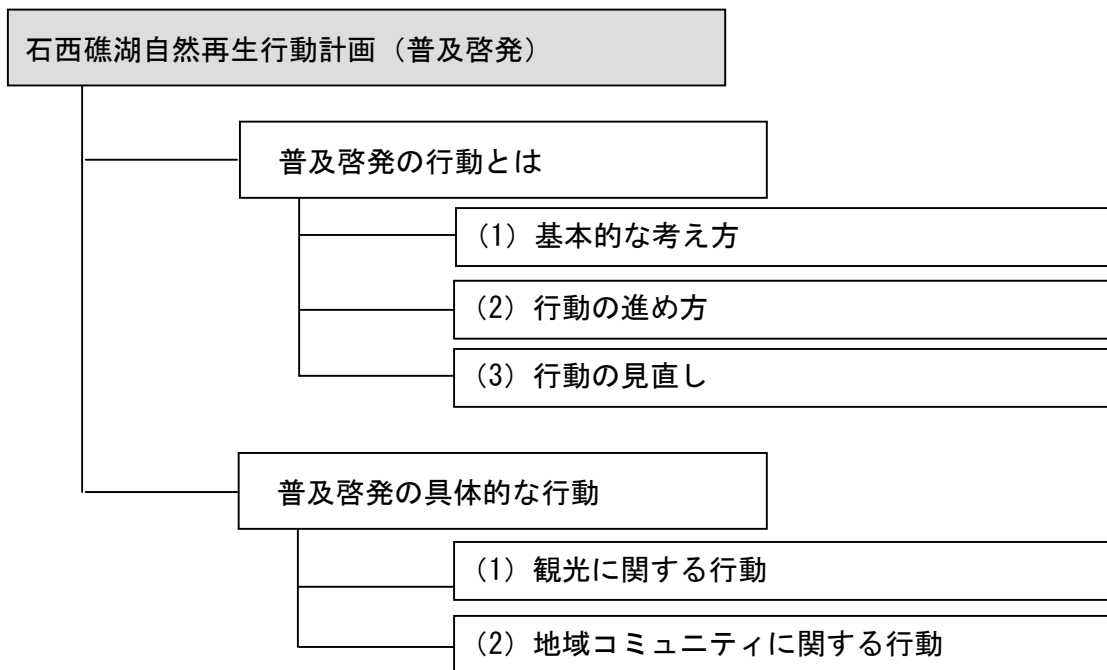 石西礁湖自然再生行動計画（普及啓発）
普及啓発の行動とは
(1) 基本的な考え方
(2) 行動の進め方
(3) 行動の見直し
普及啓発の具体的な行動
(1) 観光に関する行動
(2) 地域コミュニティに関する行動